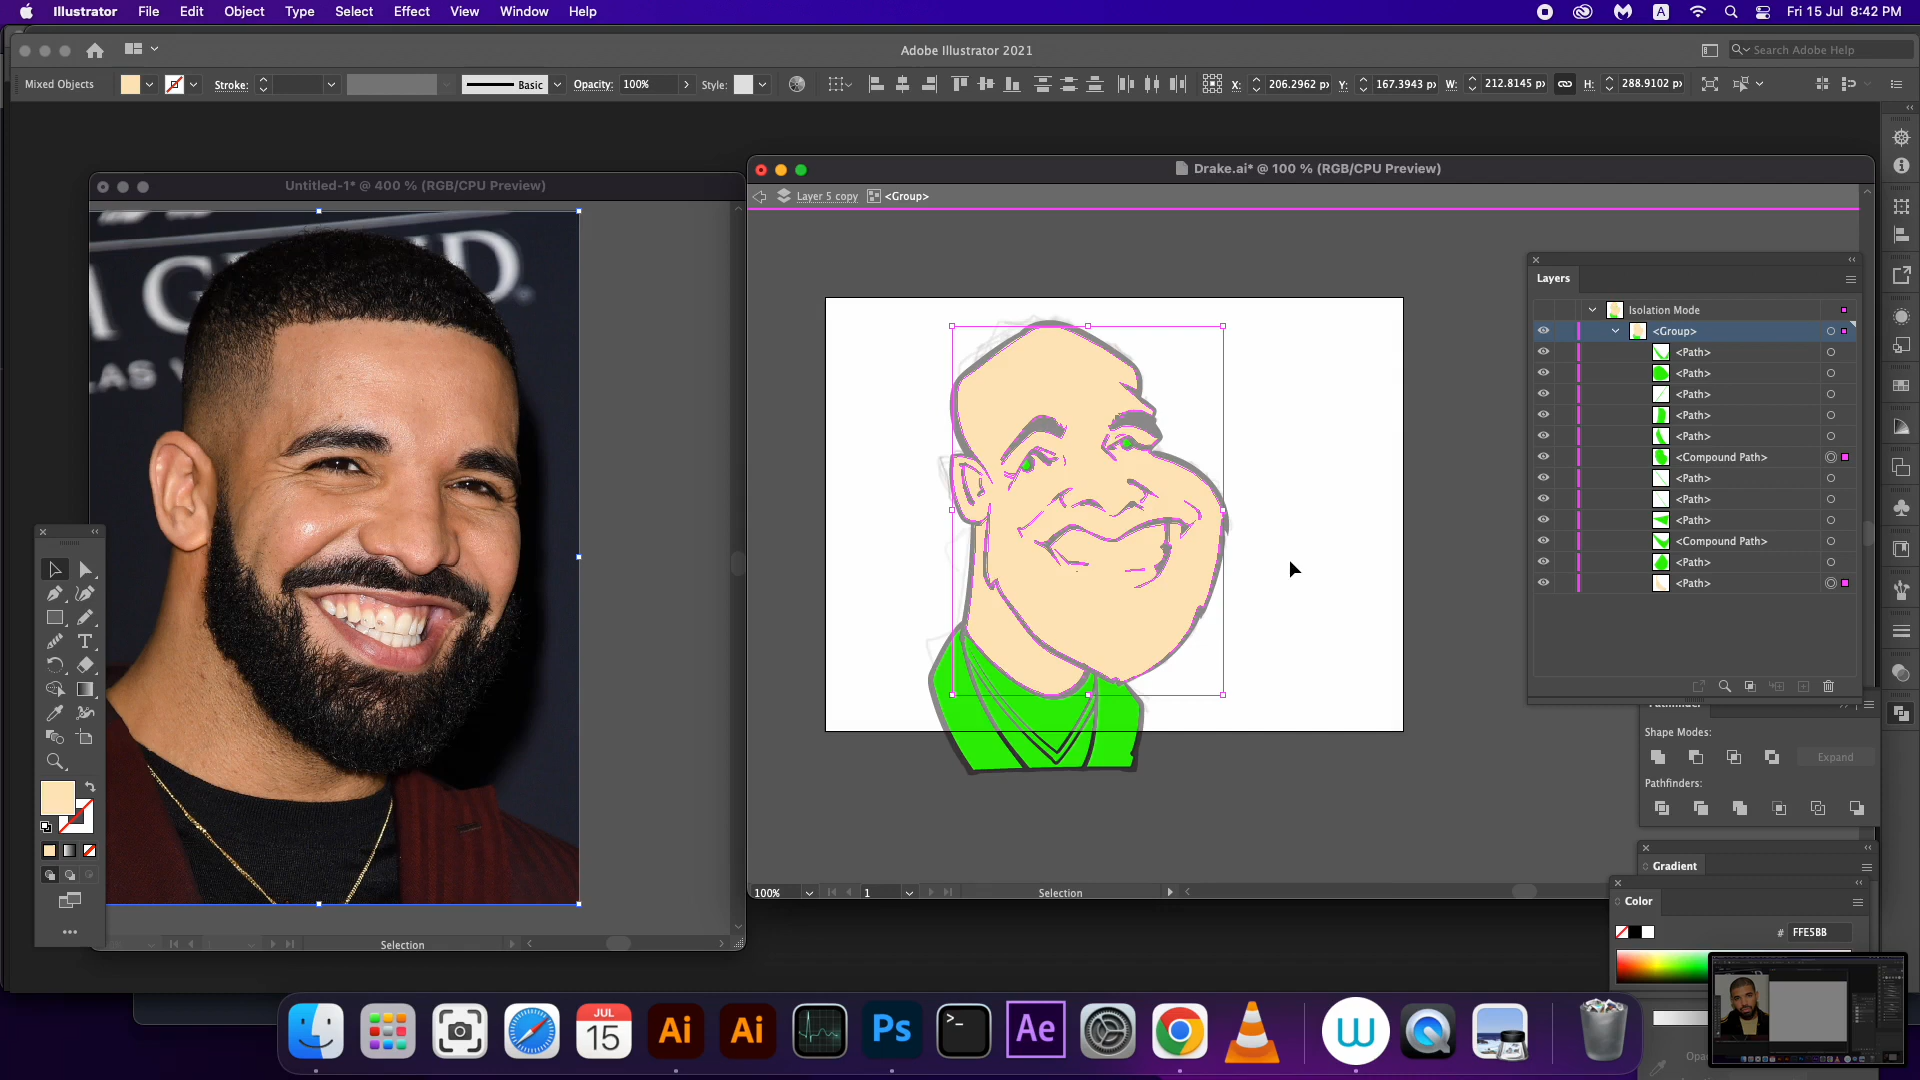 Illustrator File Edit Object Type Select Effect View Window Help
A
Fri 15 Jul 8:42 PM
Adobe Illustrator 2021
Search Adobe Help
Mixed Objects
Stroke:
Basic
Opacity: 100%
Style:
X: 206.2962 p
Y: 167.3943 p
W: 212.8145 p
H: 288.9102 p
Untitled-1* @ 400 % (RGB/CPU Preview)
Drake.ai* @ 100 % (RGB/CPU Preview)
Layer 5 copy <Group>
Layers
Isolation Mode
<Group>
<Path>
<Path>
<Path>
<Path>
<Path>
<Compound Path>
<Path>
<Path>
<Path>
<Compound Path>
<Path>
<Path>
Pathfinder
Shape Modes:
Expand
Pathfinders:
Gradient
Color
# FFE5BB
100%
1
Selection
Selection
JUL
15
Ai
Ai
Ps
>_
Ae
W